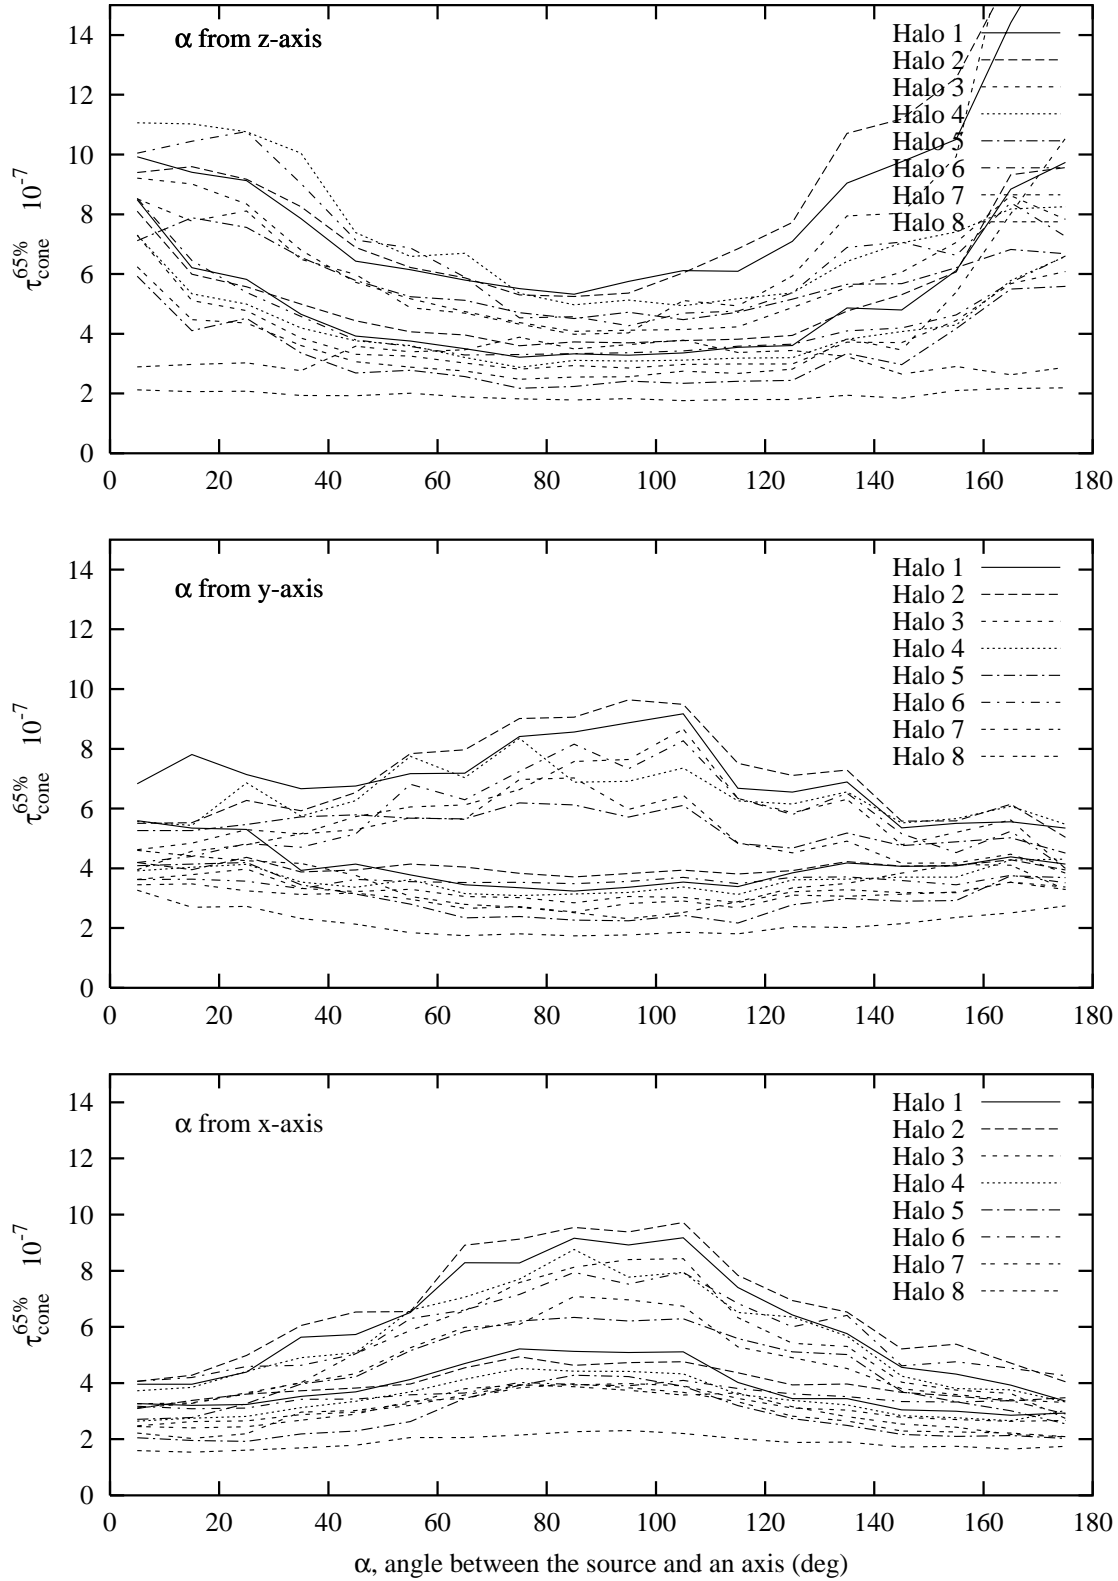 α from z-axis
Halo 1
Halo 2
Halo 3
Halo 4
Halo 5
Halo 6
Halo 7
Halo 8
14
12
10
8
6
4
2
0
τ_cone^65% 10^-7
0 20 40 60 80 100 120 140 160 180
α from y-axis
Halo 1
Halo 2
Halo 3
Halo 4
Halo 5
Halo 6
Halo 7
Halo 8
14
12
10
8
6
4
2
0
τ_cone^65% 10^-7
0 20 40 60 80 100 120 140 160 180
α from x-axis
Halo 1
Halo 2
Halo 3
Halo 4
Halo 5
Halo 6
Halo 7
Halo 8
14
12
10
8
6
4
2
0
τ_cone^65% 10^-7
0 20 40 60 80 100 120 140 160 180
α, angle between the source and an axis (deg)